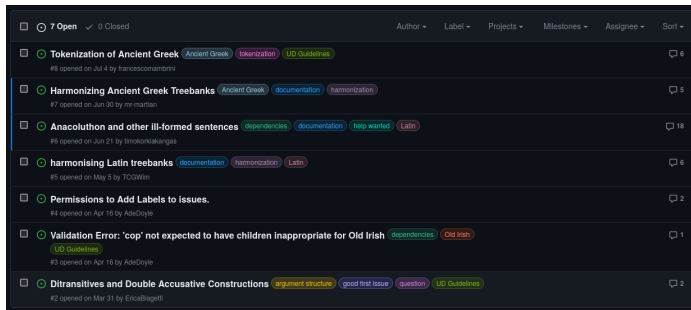 7 Open 0 Closed Author Label Projects Milestones Assignee Sort
Tokenization of Ancient Greek Ancient Greek tokenization UD Guidelines 6
#8 opened on Jul 4 by francescomambrini
Harmonizing Ancient Greek Treebanks Ancient Greek documentation harmonization 5
#7 opened on Jun 30 by mr-martian
Anacoluthon and other ill-formed sentences dependencies documentation help wanted Latin 18
#6 opened on Jun 21 by timokorkiakangas
harmonising Latin treebanks documentation harmonization Latin 6
#5 opened on May 5 by TCGWim
Permissions to Add Labels to issues. 2
#4 opened on Apr 16 by AdeDoyle
Validation Error: 'cop' not expected to have children inappropriate for Old Irish dependencies Old Irish 1
UD Guidelines
#3 opened on Apr 16 by AdeDoyle
Ditransitives and Double Accusative Constructions argument structure good first issue question UD Guidelines 2
#2 opened on Mar 31 by EricaBiagetti